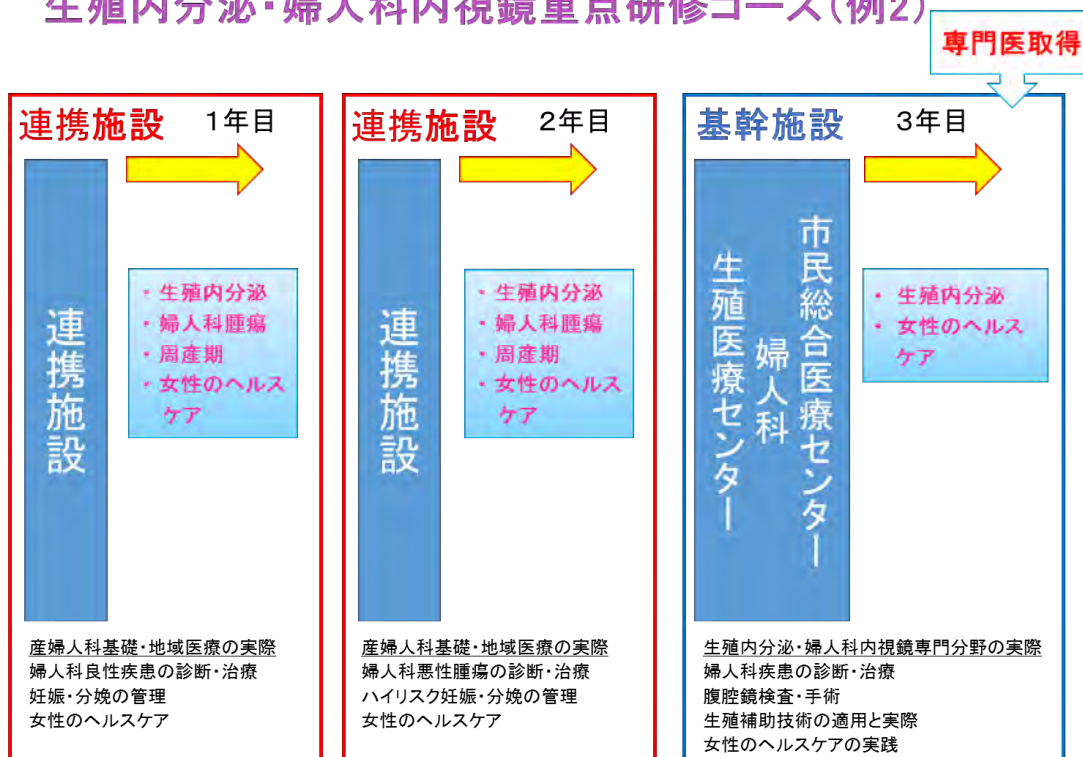 生殖内分泌・婦人科内視鏡重点研修コース(例2)
専門医取得
連携施設 1年目
連携施設
・生殖内分泌
・婦人科腫瘍
・周産期
・女性のヘルス
ケア
産婦人科基礎・地域医療の実際
婦人科良性疾患の診断・治療
妊娠・分娩の管理
女性のヘルスケア
連携施設 2年目
連携施設
・生殖内分泌
・婦人科腫瘍
・周産期
・女性のヘルス
ケア
産婦人科基礎・地域医療の実際
婦人科悪性腫瘍の診断・治療
ハイリスク妊娠・分娩の管理
女性のヘルスケア
基幹施設 3年目
市民総合医療センター
婦人科
生殖医療センター
・生殖内分泌
・女性のヘルス
ケア
生殖内分泌・婦人科内視鏡専門分野の実際
婦人科疾患の診断・治療
腹腔鏡検査・手術
生殖補助技術の適用と実際
女性のヘルスケアの実践